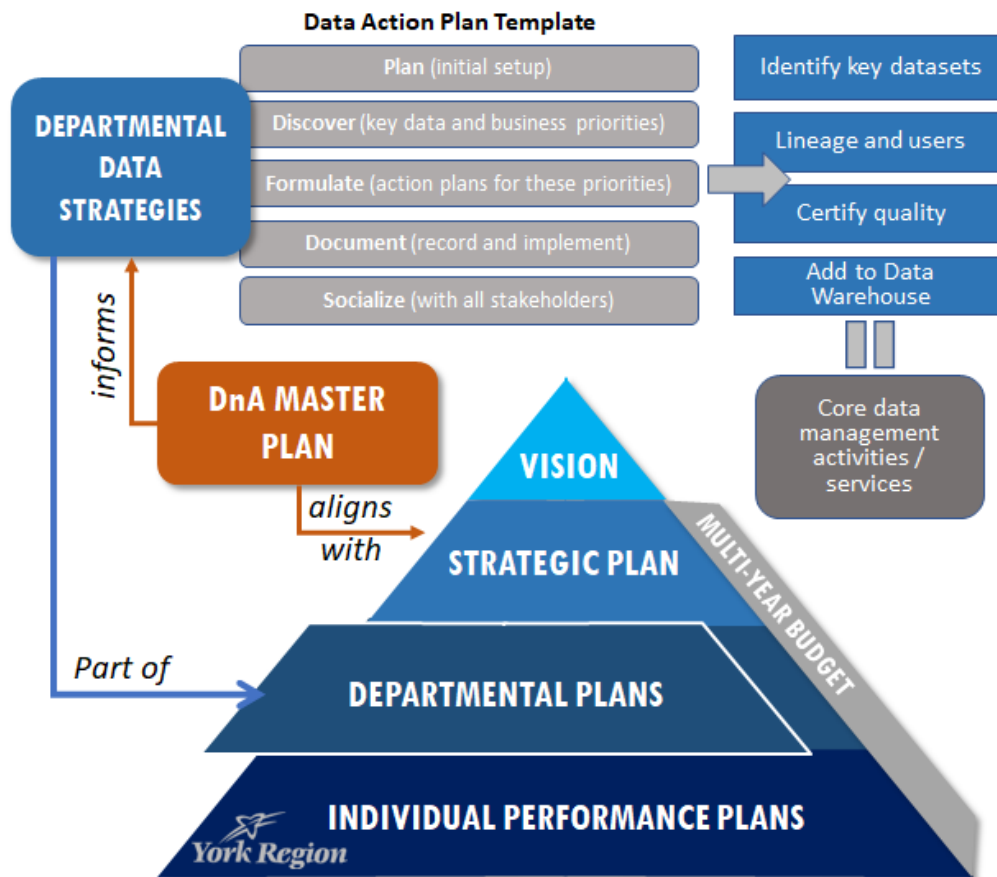 Data Action Plan Template
DEPARTMENTAL
DATA
STRATEGIES
Plan (initial setup)
Discover (key data and business priorities)
Formulate (action plans for these priorities)
Document (record and implement)
Socialize (with all stakeholders)
Identify key datasets
Lineage and users
Certify quality
Add to Data
Warehouse
Core data
management
activities /
services
informs
DnA MASTER
PLAN
aligns
with
Part of
VISION
STRATEGIC PLAN
DEPARTMENTAL PLANS
INDIVIDUAL PERFORMANCE PLANS
MULTI-YEAR BUDGET
York Region